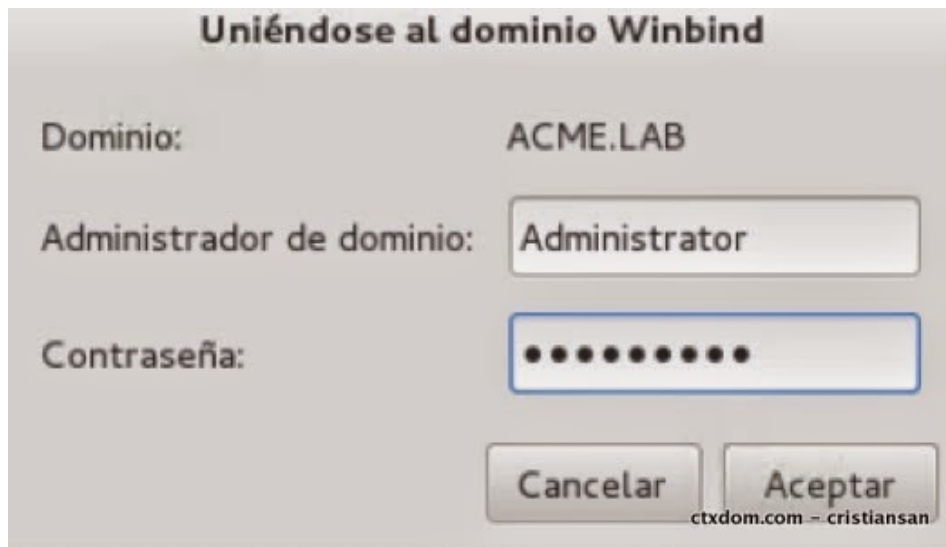 Uniéndose al dominio Winbind
Dominio: ACME.LAB
Administrador de dominio: Administrator
Contraseña: •••••••••
Cancelar Aceptar
ctxdom.com - cristiansan